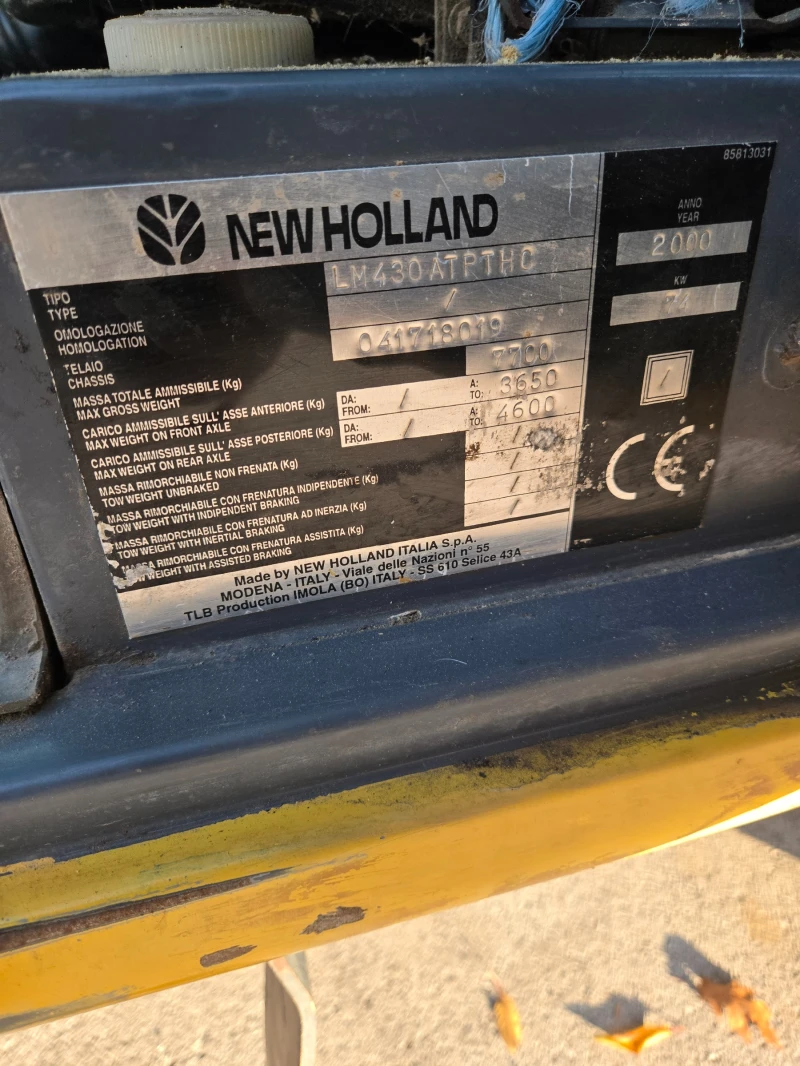 85813031
NEW HOLLAND
ANNO
YEAR
2000
KW
TIPO
TYPE
LM430 ATPTHC
OMOLOGAZIONE
HOMOLOGATION
/
TELAIO
CHASSIS
041718019
MASSA TOTALE AMMISSIBILE (Kg)
MAX GROSS WEIGHT
7700
CARICO AMMISSIBILE SULL' ASSE ANTERIORE (Kg)
MAX WEIGHT ON FRONT AXLE
DA:
FROM:
/
A:
TO:
3650
CARICO AMMISSIBILE SULL' ASSE POSTERIORE (Kg)
MAX WEIGHT ON REAR AXLE
DA:
FROM:
/
A:
TO:
4600
MASSA RIMORCHIABILE NON FRENATA (Kg)
TOW WEIGHT UNBRAKED
/
MASSA RIMORCHIABILE CON FRENATURA INDIPENDENTE (Kg)
TOW WEIGHT WITH INDIPENDENT BRAKING
/
MASSA RIMORCHIABILE CON FRENATURA AD INERZIA (Kg)
TOW WEIGHT WITH INERTIAL BRAKING
/
MASSA RIMORCHIABILE CON FRENATURA ASSISTITA (Kg)
TOW WEIGHT WITH ASSISTED BRAKING
/
CE
Made by NEW HOLLAND ITALIA S.p.A.
MODENA - ITALY - Viale delle Nazioni n° 55
TLB Production IMOLA (BO) ITALY - SS 610 Selice 43A